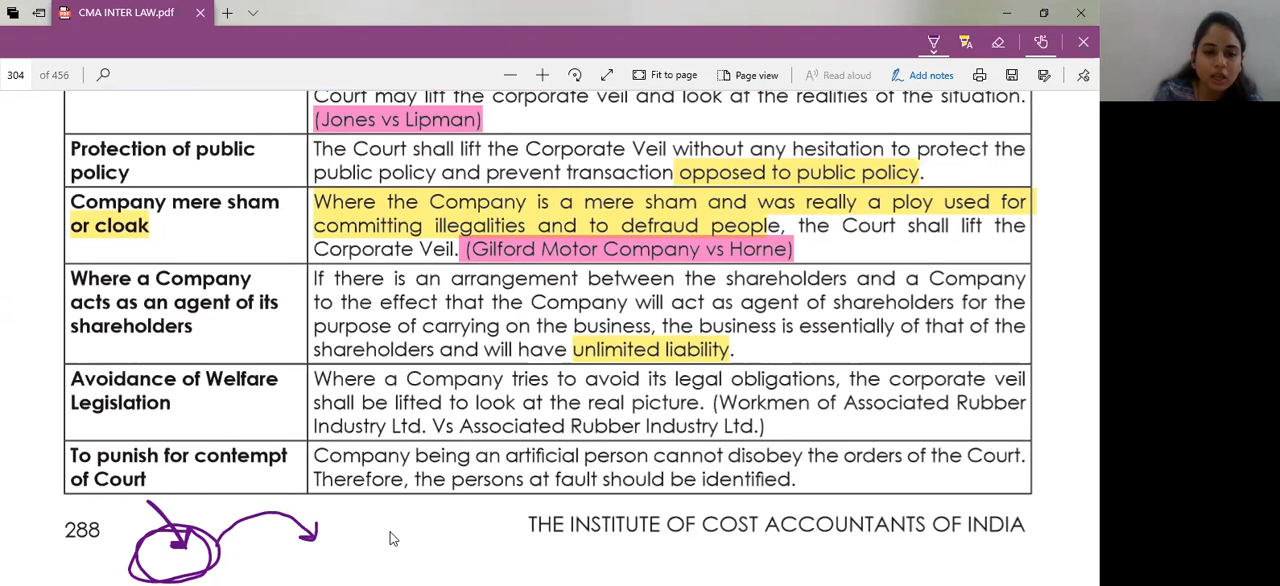 CMA INTER LAW.pdf
304 of 456
Fit to page
Page view
Read aloud
Add notes
Court may lift the corporate veil and look at the realities of the situation.
(Jones vs Lipman)
Protection of public
policy
The Court shall lift the Corporate Veil without any hesitation to protect the
public policy and prevent transaction opposed to public policy.
Company mere sham
or cloak
Where the Company is a mere sham and was really a ploy used for
committing illegalities and to defraud people, the Court shall lift the
Corporate Veil. (Gilford Motor Company vs Horne)
Where a Company
acts as an agent of its
shareholders
If there is an arrangement between the shareholders and a Company
to the effect that the Company will act as agent of shareholders for the
purpose of carrying on the business, the business is essentially of that of the
shareholders and will have unlimited liability.
Avoidance of Welfare
Legislation
Where a Company tries to avoid its legal obligations, the corporate veil
shall be lifted to look at the real picture. (Workmen of Associated Rubber
Industry Ltd. Vs Associated Rubber Industry Ltd.)
To punish for contempt
of Court
Company being an artificial person cannot disobey the orders of the Court.
Therefore, the persons at fault should be identified.
288
THE INSTITUTE OF COST ACCOUNTANTS OF INDIA